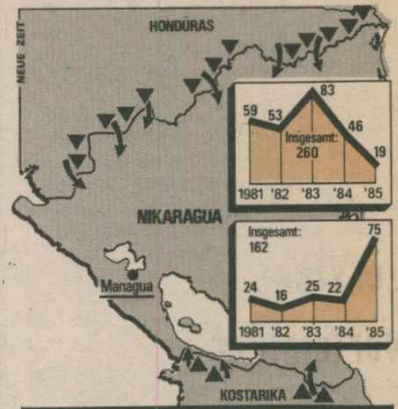 NEUE ZEIT
HONDURAS
83
59
53
46
Insgesamt:
260
19
1981 '82 '83 '84 '85
NIKARAGUA
Insgesamt:
162
75
24
16
25
22
1981 '82 '83 '84 '85
Managua
KOSTARIKA